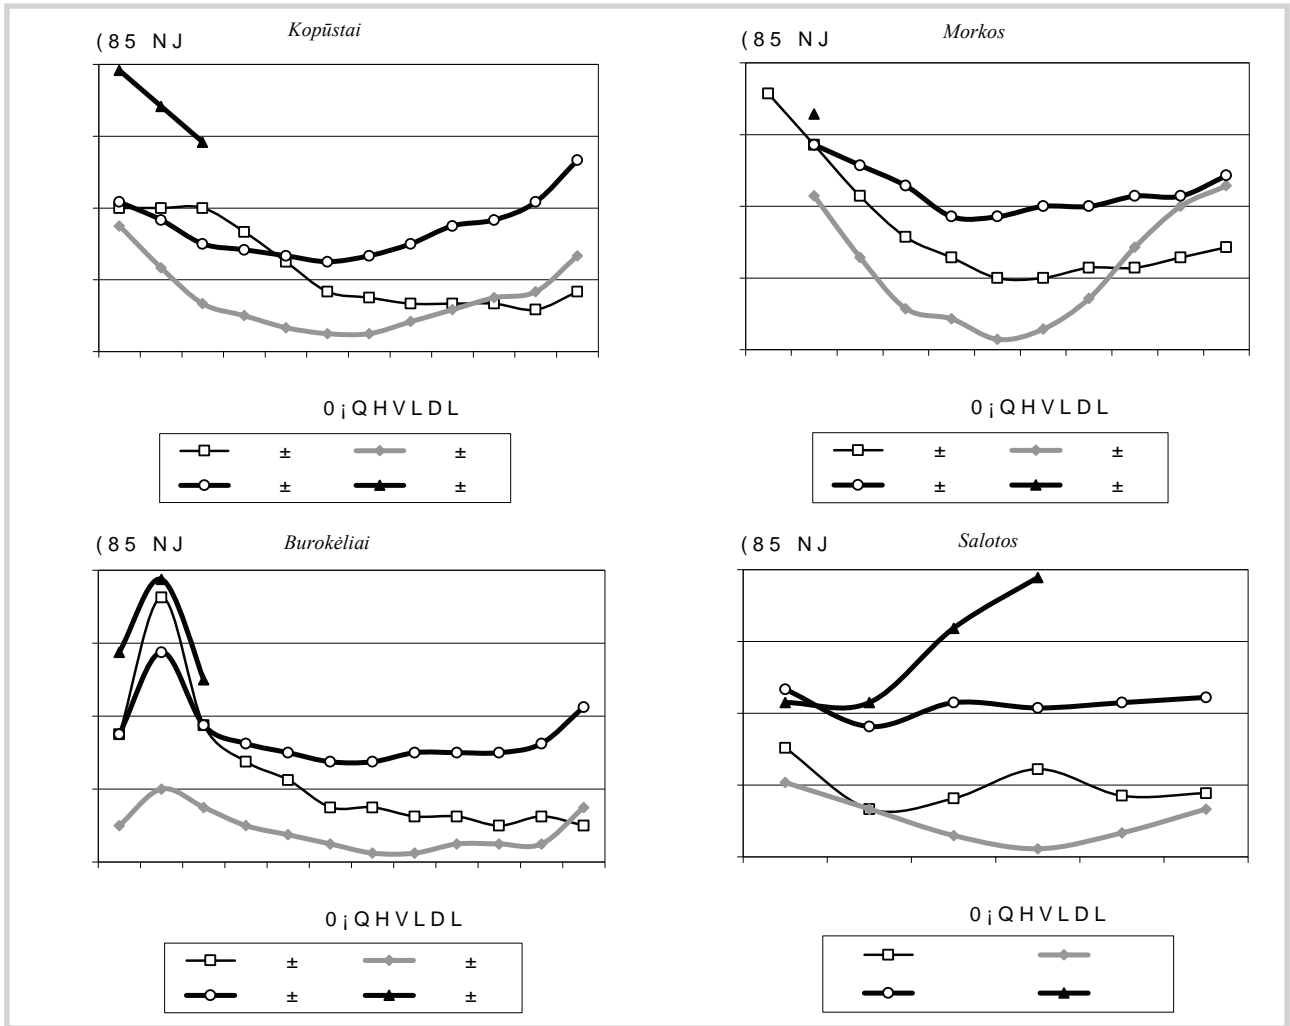 Kopūstai
(85 NJ
Morkos
(85 NJ
0¡QHVLDL
0¡QHVLDL
± ±
± ±
± ±
± ±
Burokėliai
(85 NJ
Salotos
(85 NJ
0¡QHVLDL
0¡QHVLDL
± ±
± ±